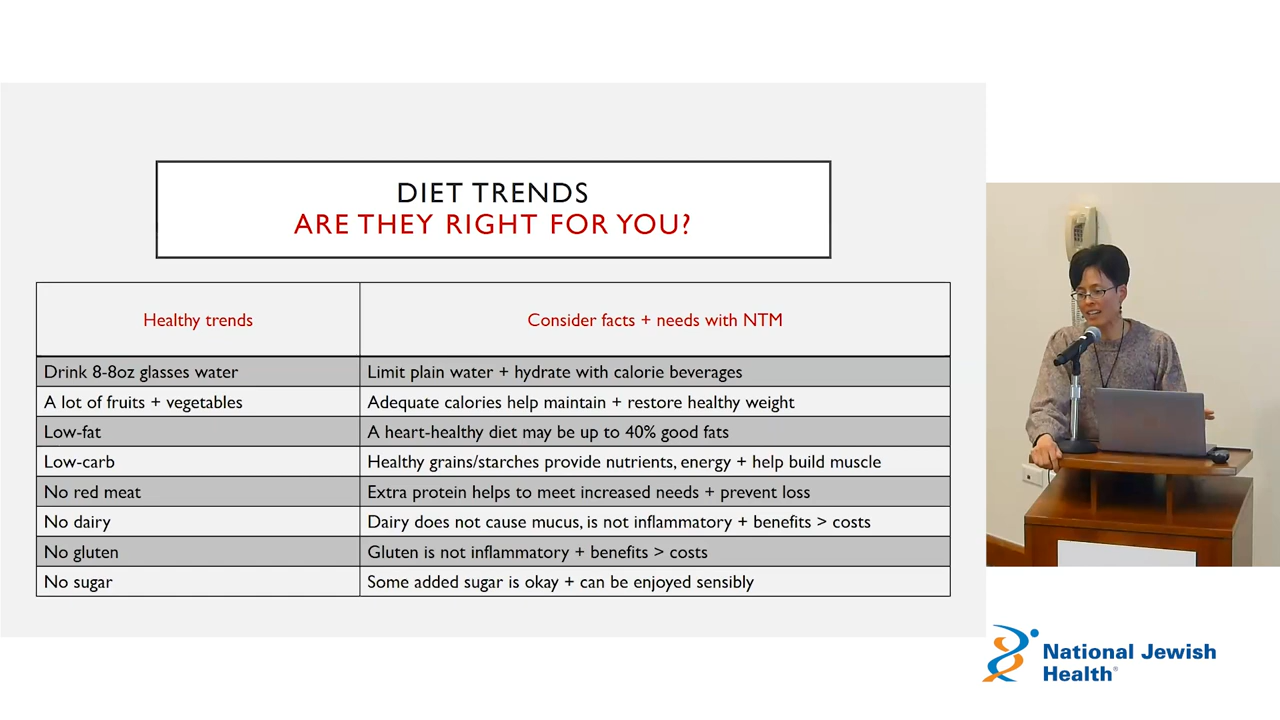 DIET TRENDS
ARE THEY RIGHT FOR YOU?
Healthy trends Consider facts + needs with NTM
Drink 8-8oz glasses water Limit plain water + hydrate with calorie beverages
A lot of fruits + vegetables Adequate calories help maintain + restore healthy weight
Low-fat A heart-healthy diet may be up to 40% good fats
Low-carb Healthy grains/starches provide nutrients, energy + help build muscle
No red meat Extra protein helps to meet increased needs + prevent loss
No dairy Dairy does not cause mucus, is not inflammatory + benefits > costs
No gluten Gluten is not inflammatory + benefits > costs
No sugar Some added sugar is okay + can be enjoyed sensibly
National Jewish
Health®